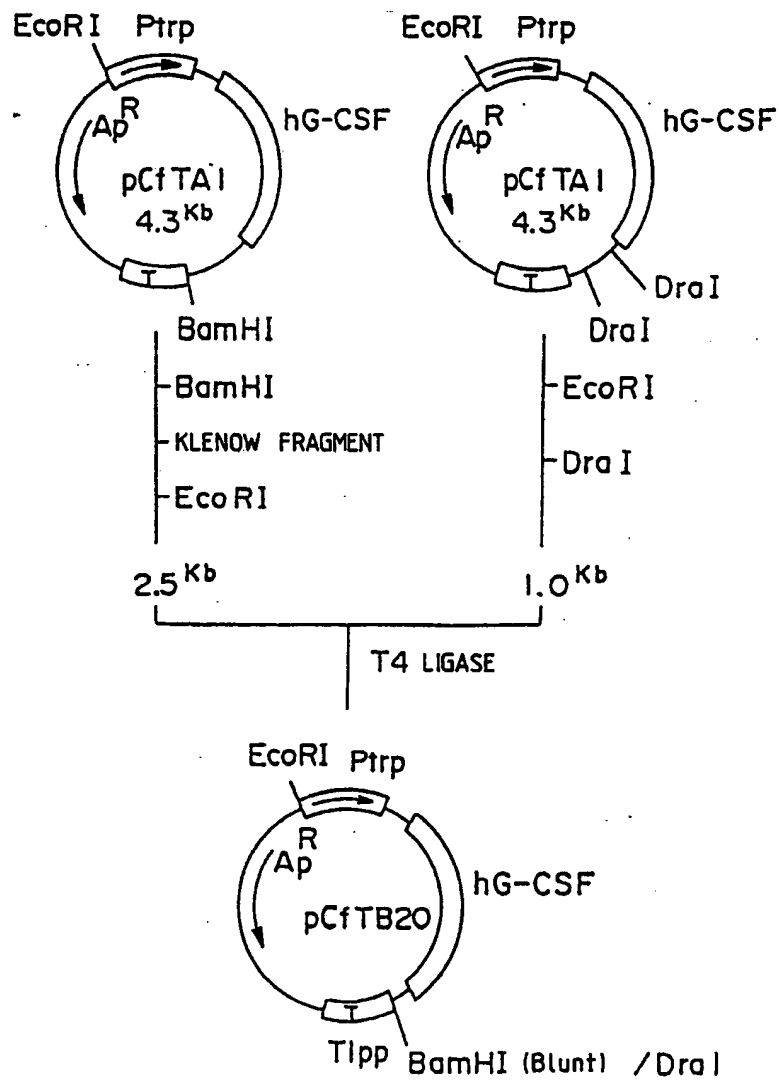 EcoRI Ptrp
hG-CSF
Ap^R
pCfTA1
4.3^Kb
T
BamHI
BamHI
KLENOW FRAGMENT
EcoRI
2.5^Kb
EcoRI Ptrp
hG-CSF
Ap^R
pCfTA1
4.3^Kb
T
DraI
DraI
EcoRI
DraI
1.0^Kb
T4 LIGASE
EcoRI Ptrp
Ap^R
hG-CSF
pCfTB20
T
Tlpp BamHI (Blunt) /DraI